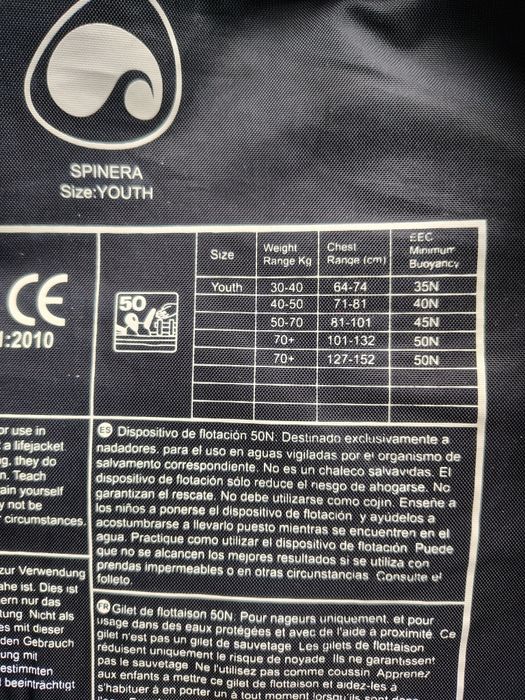 SPINERA
Size:YOUTH
Size Weight Range Kg Chest Range (cm) EEC Minimum Buoyancy
Youth 30-40 64-74 35N
40-50 71-81 40N
50-70 81-101 45N
70+ 101-132 50N
70+ 127-152 50N
CE
50
1:2010
or use in
a lifejacket.
ng. they do
n. Teach
ain yourself
y not be
circumstances.
ES Dispositivo de flotación 50N: Destinado exclusivamente a
nadadores, para el uso en aguas vigiladas por el organismo de
salvamento correspondiente. No es un chaleco salvavidas. El
dispositivo de flotación sólo reduce el riesgo de ahogarse. No
garantizan el rescate. No debe utilizarse como cojin. Enseñe a
los niños a ponerse el dispositivo de flotación y ayúdelos a
acostumbrarse a llevarlo puesto mientras se encuentren en el
agua. Practique como utilizar el dispositivo de flotación. Puede
que no se alcancen los mejores resultados si se utiliza con
prendas impermeables o en otras circunstancias. Consulte el
folleto.
zur Verwendung
ahe ist. Dies ist
ern nur das
tung. Nicht als
es mit dieser
den Gebrauch
ung mit
estimmten
beeinträchtigt
FR Gilet de flottaison 50N: Pour nageurs uniquement, et pour
usage dans des eaux protégées et avec de l'aide à proximité. Ce
gilet n'est pas un gilet de sauvetage. Les gilets de flottaison
réduisent uniquement le risque de noyade. Ils ne garantissent
pas le sauvetage. Ne l'utilisez pas comme coussin. Apprenez
aux enfants a mettre ce gilet de flottaison et aidez-les à
s'habituer à en porter un à tout moment lorsqu'ils sont dans